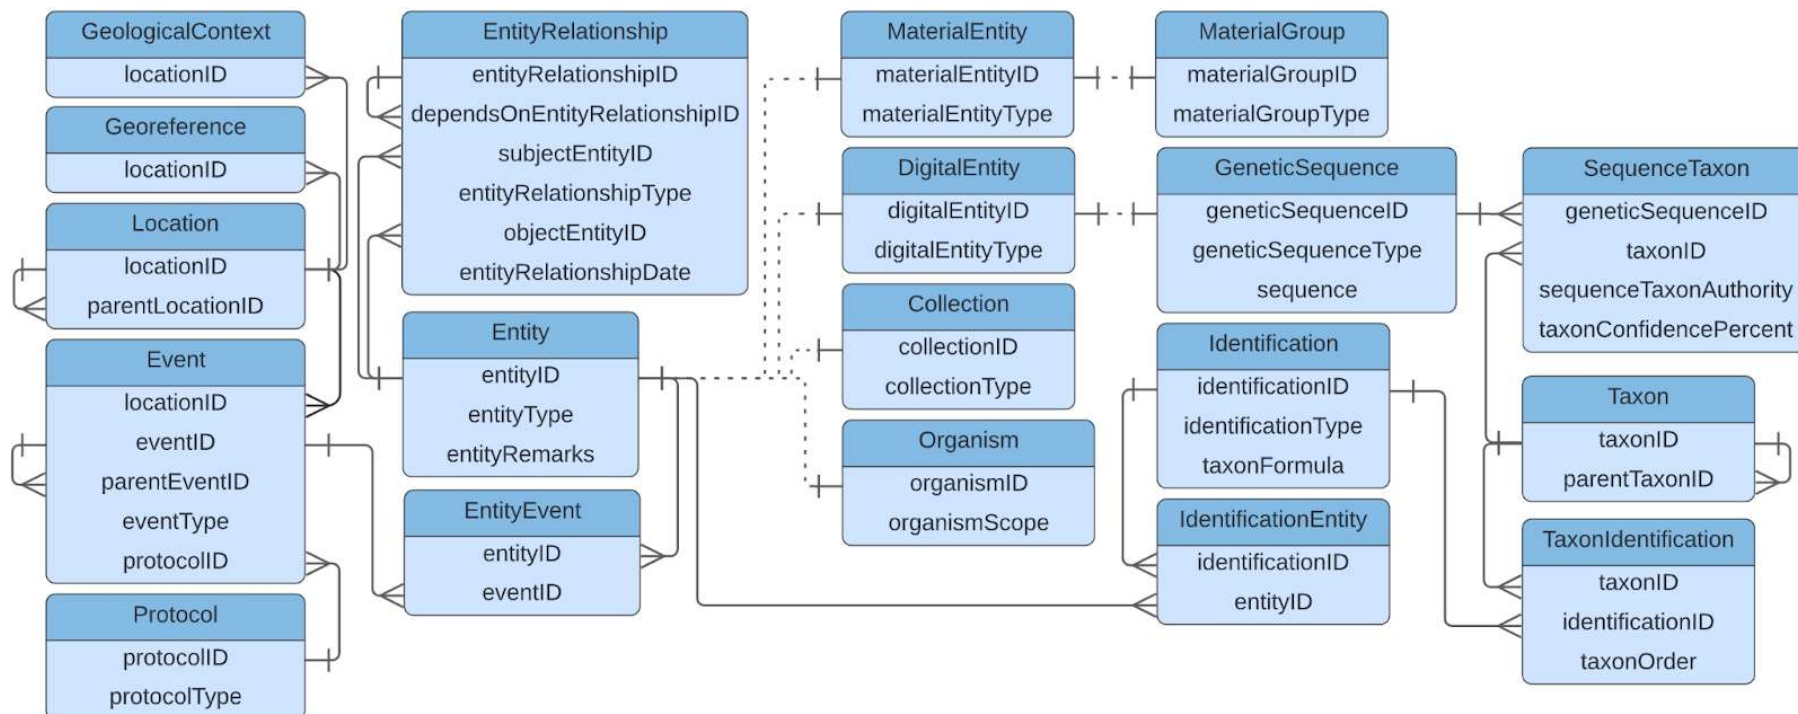 GeologicalContext
locationID
Georeference
locationID
Location
locationID
parentLocationID
Event
locationID
eventID
parentEventID
eventType
protocolID
Protocol
protocolID
protocolType
EntityRelationship
entityRelationshipID
dependsOnEntityRelationshipID
subjectEntityID
entityRelationshipType
objectEntityID
entityRelationshipDate
Entity
entityID
entityType
entityRemarks
EntityEvent
entityID
eventID
MaterialEntity
materialEntityID
materialEntityType
DigitalEntity
digitalEntityID
digitalEntityType
Collection
collectionID
collectionType
Organism
organismID
organismScope
MaterialGroup
materialGroupID
materialGroupType
GeneticSequence
geneticSequenceID
geneticSequenceType
sequence
Identification
identificationID
identificationType
taxonFormula
IdentificationEntity
identificationID
entityID
SequenceTaxon
geneticSequenceID
taxonID
sequenceTaxonAuthority
taxonConfidencePercent
Taxon
taxonID
parentTaxonID
TaxonIdentification
taxonID
identificationID
taxonOrder